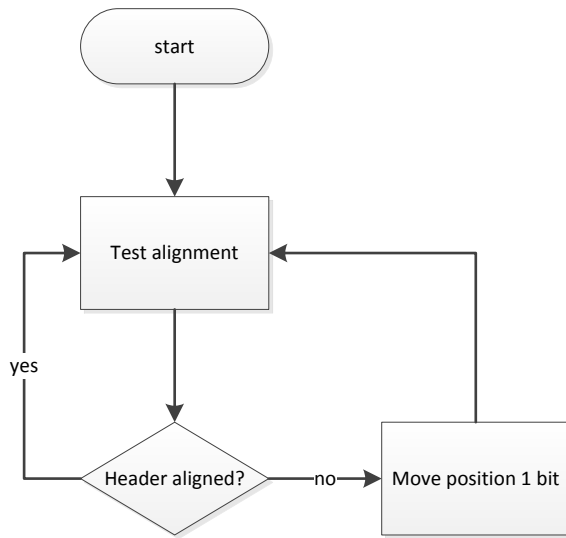 start
Test alignment
yes
Header aligned?
no
Move position 1 bit